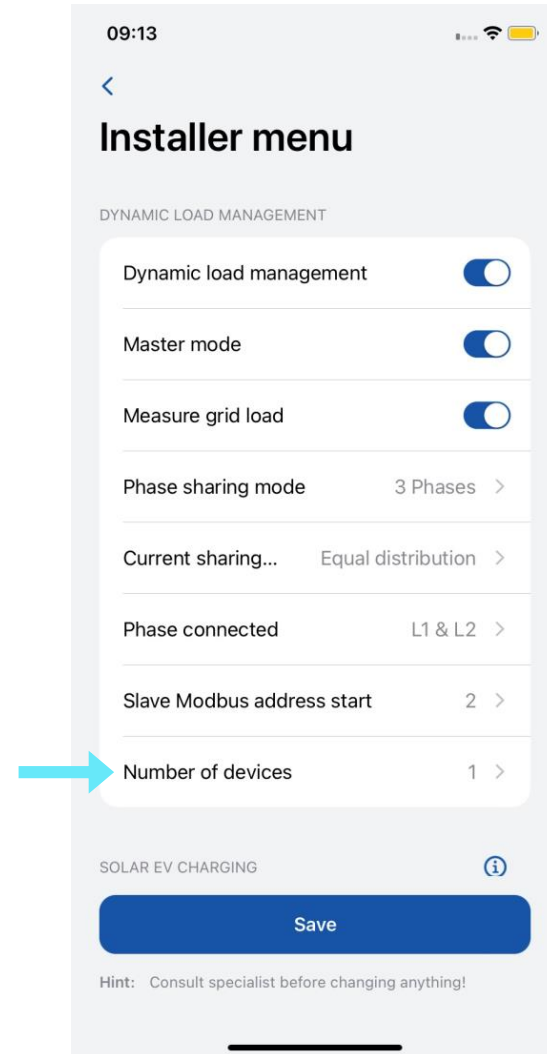 09:13
Installer menu
DYNAMIC LOAD MANAGEMENT
Dynamic load management
Master mode
Measure grid load
Phase sharing mode 3 Phases
Current sharing... Equal distribution
Phase connected L1 & L2
Slave Modbus address start 2
Number of devices 1
SOLAR EV CHARGING
Save
Hint: Consult specialist before changing anything!